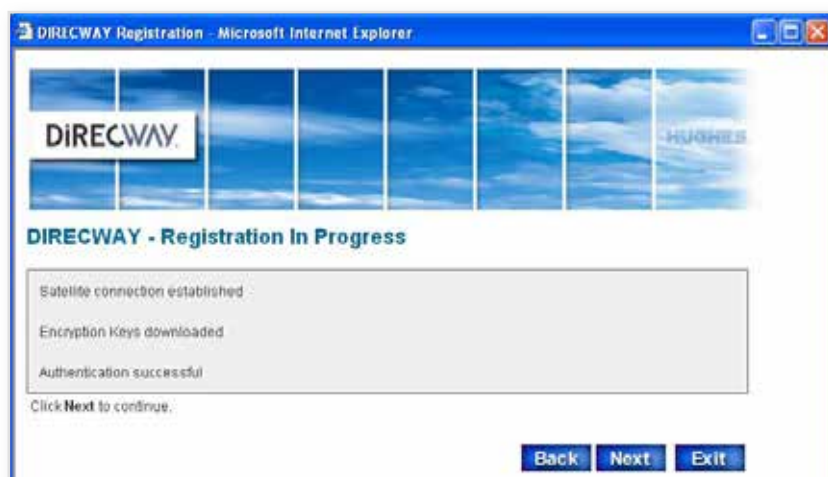 DIRECWAY Registration - Microsoft Internet Explorer
DIRECWAY
HUGHES
DIRECWAY - Registration In Progress
Satellite connection established
Encryption Keys downloaded
Authentication successful
Click Next to continue.
Back Next Exit